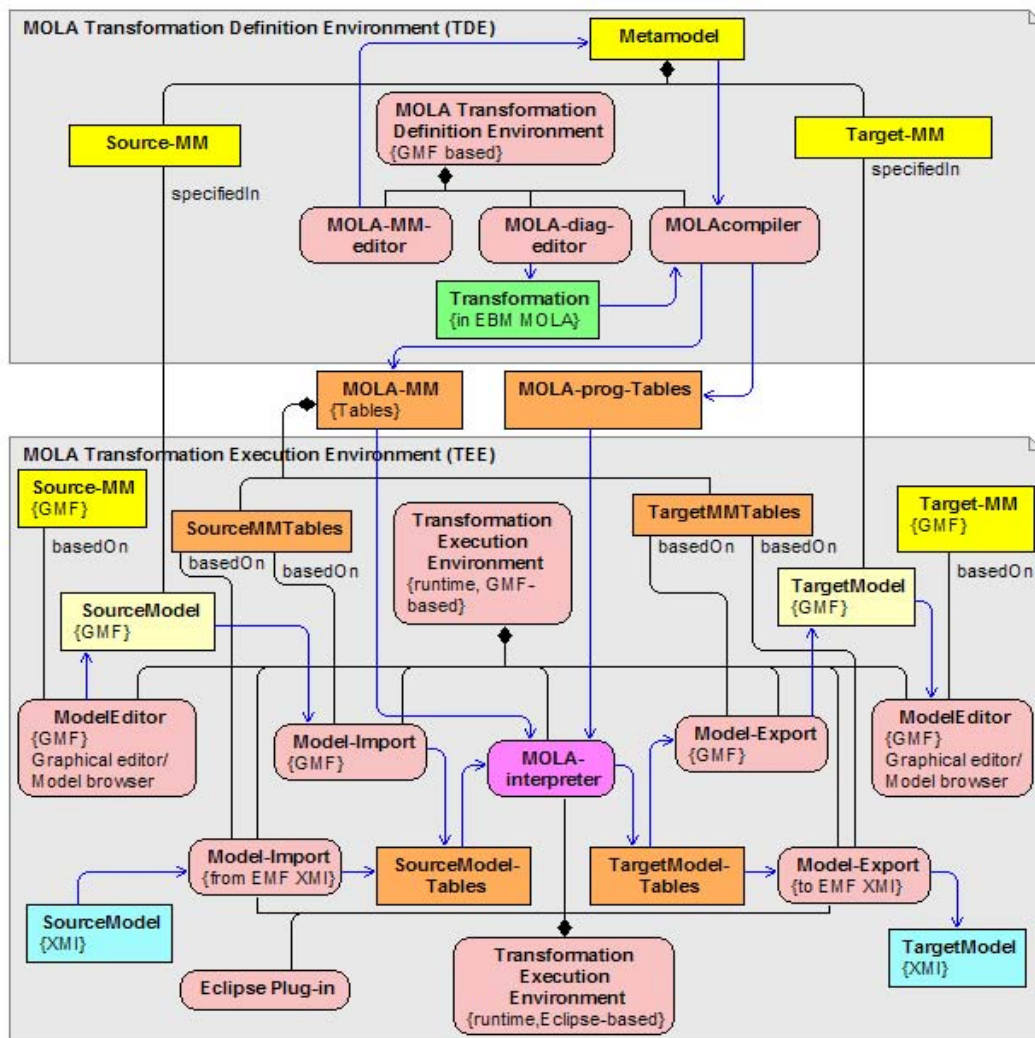 MOLA Transformation Definition Environment (TDE)
Metamodel
Source-MM
MOLA Transformation
Definition Environment
{GMF based}
Target-MM
specifiedIn
specifiedIn
MOLA-MM-
editor
MOLA-diag-
editor
MOLAcompiler
Transformation
{in EBM MOLA}
MOLA-MM
{Tables}
MOLA-prog-Tables
MOLA Transformation Execution Environment (TEE)
Source-MM
{GMF}
basedOn
SourceMMTables
basedOn
basedOn
Transformation
Execution
Environment
{runtime, GMF-
based}
TargetMMTables
basedOn
basedOn
Target-MM
{GMF}
basedOn
SourceModel
{GMF}
TargetModel
{GMF}
ModelEditor
{GMF}
Graphical editor/
Model browser
Model-Import
{GMF}
MOLA-
interpreter
Model-Export
{GMF}
ModelEditor
{GMF}
Graphical editor/
Model browser
Model-Import
{from EMF XMI}
SourceModel-
Tables
TargetModel-
Tables
Model-Export
{to EMF XMI}
SourceModel
{XMI}
TargetModel
{XMI}
Eclipse Plug-in
Transformation
Execution
Environment
{runtime,Eclipse-based}